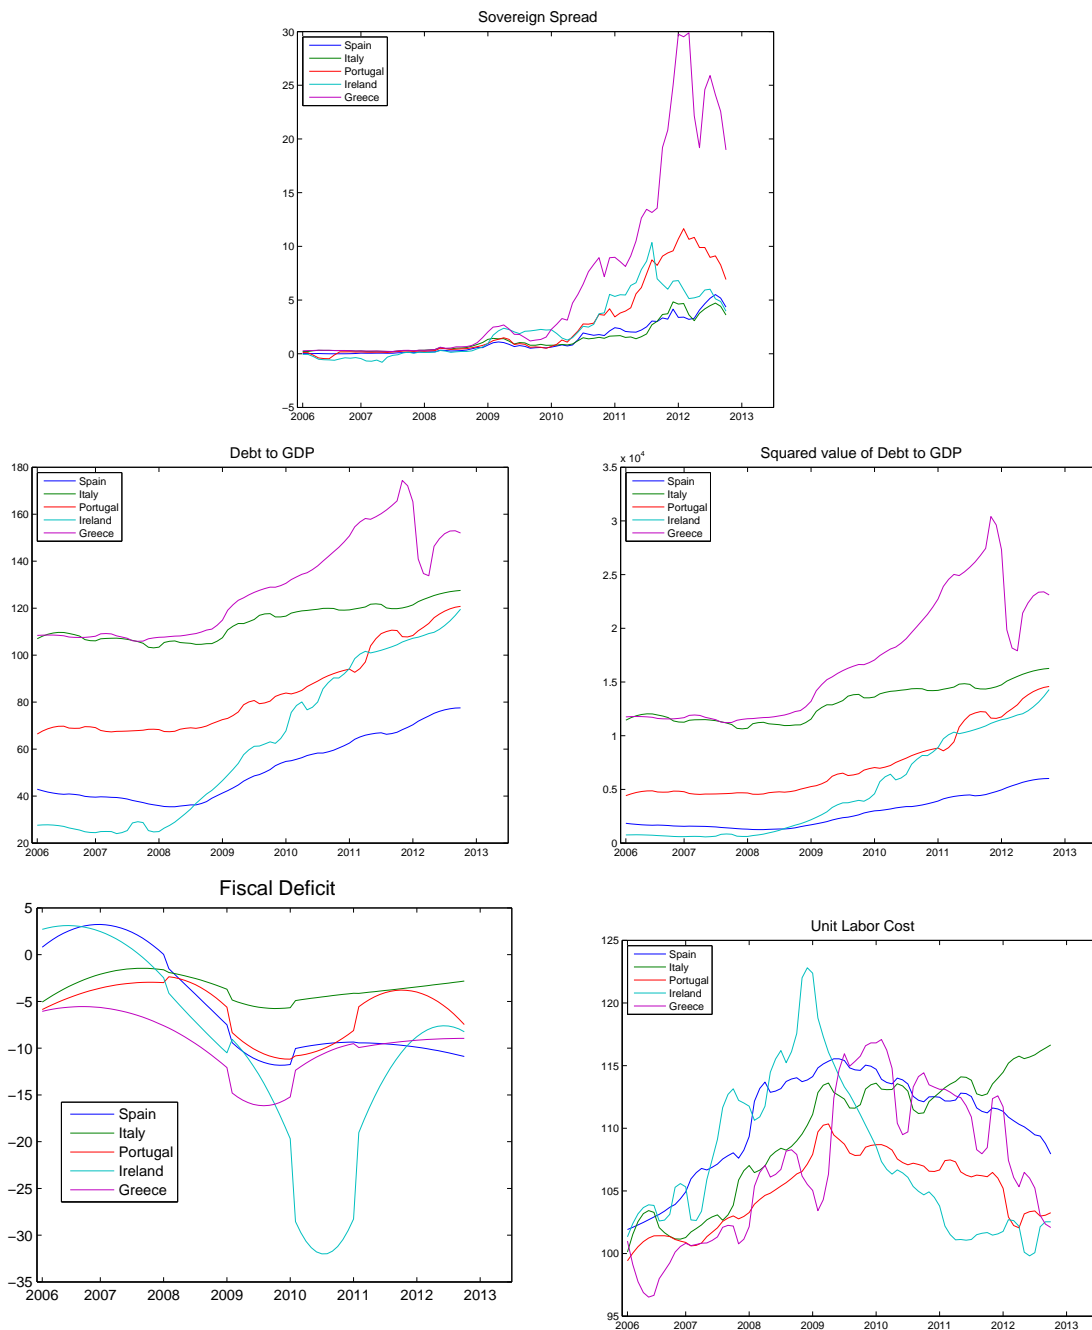 Sovereign Spread
30
25
20
15
10
5
0
−5
2006 2007 2008 2009 2010 2011 2012 2013
Spain
Italy
Portugal
Ireland
Greece
Debt to GDP
180
160
140
120
100
80
60
40
20
2006 2007 2008 2009 2010 2011 2012 2013
Spain
Italy
Portugal
Ireland
Greece
Squared value of Debt to GDP
x 10⁴
3.5
3
2.5
2
1.5
1
0.5
0
2006 2007 2008 2009 2010 2011 2012 2013
Spain
Italy
Portugal
Ireland
Greece
Fiscal Deficit
5
0
−5
−10
−15
−20
−25
−30
−35
2006 2007 2008 2009 2010 2011 2012 2013
Spain
Italy
Portugal
Ireland
Greece
Unit Labor Cost
125
120
115
110
105
100
95
2006 2007 2008 2009 2010 2011 2012 2013
Spain
Italy
Portugal
Ireland
Greece